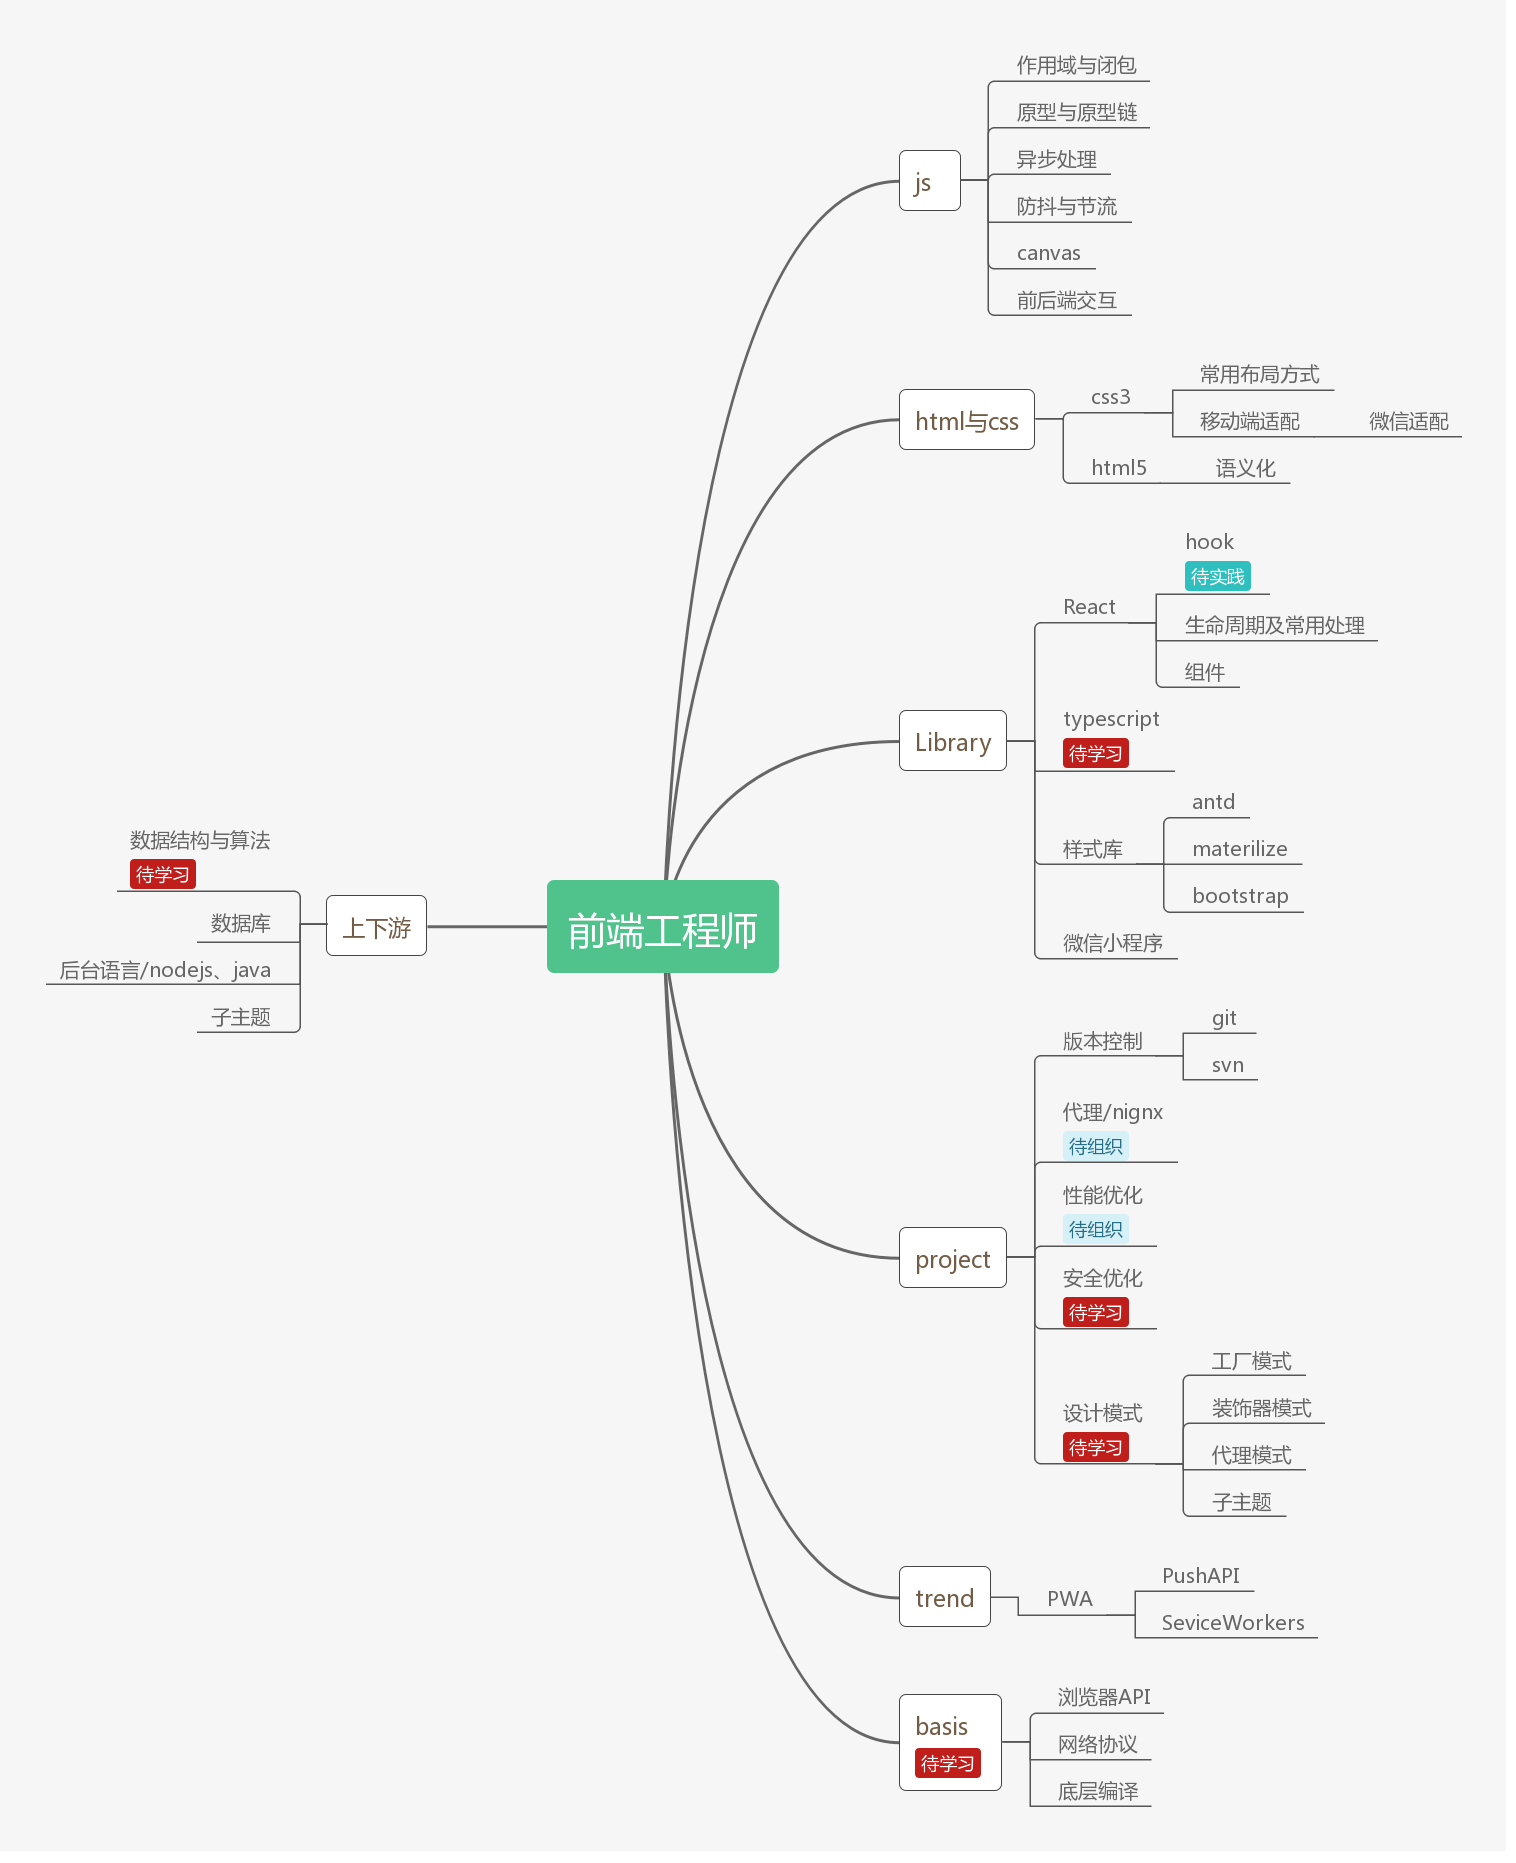 前端工程师
js
作用域与闭包
原型与原型链
异步处理
防抖与节流
canvas
前后端交互
html与css
css3
常用布局方式
移动端适配
微信适配
html5
语义化
Library
React
hook
待实践
生命周期及常用处理
组件
typescript
待学习
样式库
antd
materilize
bootstrap
微信小程序
project
版本控制
git
svn
代理/nignx
待组织
性能优化
待组织
安全优化
待学习
设计模式
待学习
工厂模式
装饰器模式
代理模式
子主题
trend
PWA
PushAPI
SeviceWorkers
basis
待学习
浏览器API
网络协议
底层编译
上下游
数据结构与算法
待学习
数据库
后台语言/nodejs、java
子主题